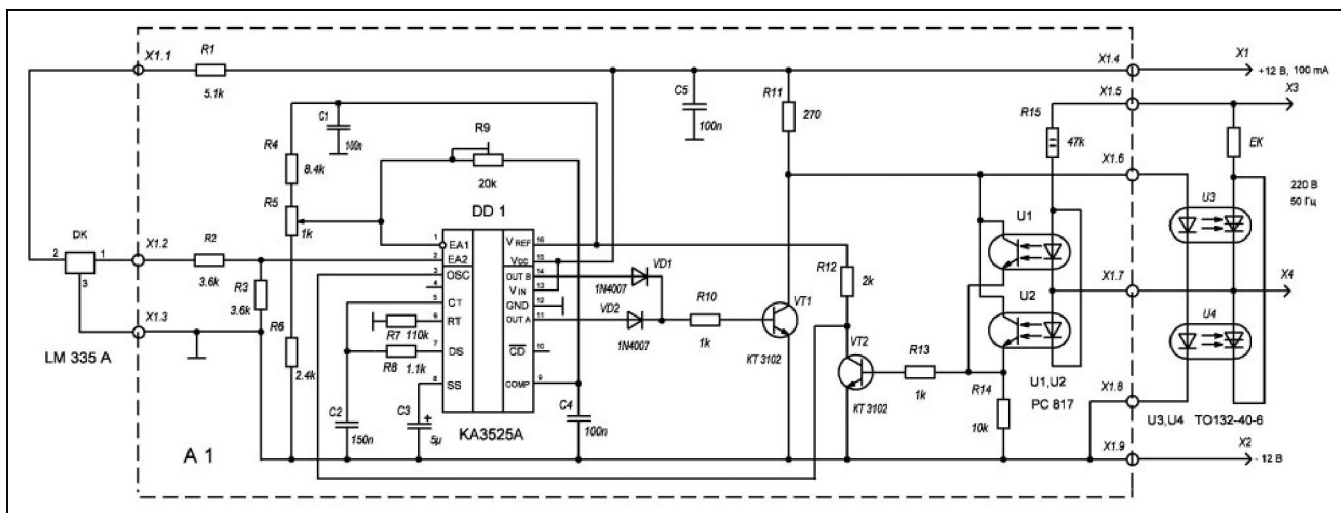 X1.1
R1
5.1k
X1.4
X1
+12 В, 100 mA
X1.5
X3
C1
100n
R4
8.4k
R9
20k
C5
100n
R11
270
R15
47k
EK
X1.6
220 В
50 Гц
DD 1
R5
1k
U1
U3
DK
2
1
3
X1.2
R2
3.6k
R3
3.6k
1
EA1
2
EA2
3
OSC
4
5
CT
6
RT
7
DS
8
SS
V REF
16
Vcc
15
OUT B
14
V IN
13
GND
12
OUT A
11
CD
10
COMP
9
VD1
1N4007
VD2
1N4007
R10
1k
VT1
KT 3102
R12
2k
X1.7
X4
U2
U4
X1.3
LM 335 A
R6
2.4k
R7
110k
R8
1.1k
VT2
KT 3102
R13
1k
R14
10k
U1,U2
PC 817
X1.8
U3,U4
TO132-40-6
C2
150n
C3
+
5µ
KA3525A
C4
100n
A 1
X1.9
X2
- 12 В